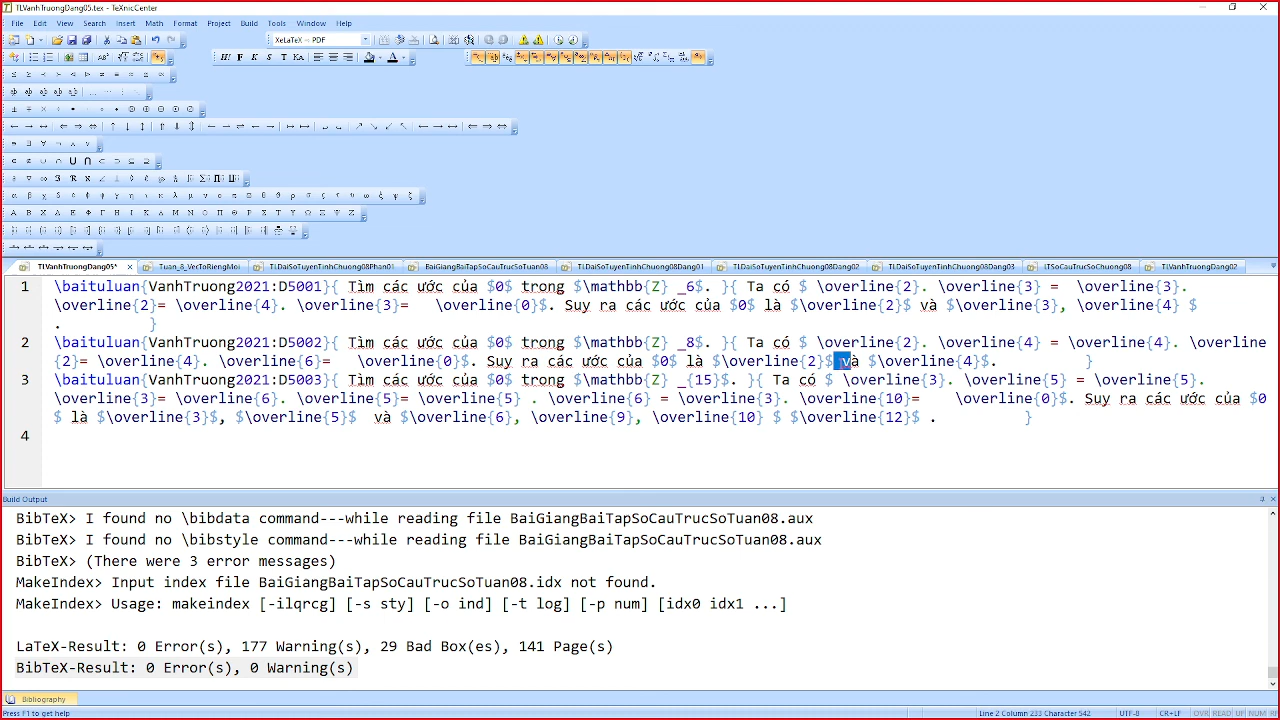 TLVanhTruongDang05.tex - TeXnicCenter
File Edit View Search Insert Math Format Project Build Tools Window Help
XeLaTeX ⇨ PDF
TLVanhTruongDang05* Tuan_8_VecToRiengMoi TLDaiSoTuyenTinhChuong08Phan01 BaiGiangBaiTapSoCauTrucSoTuan08 TLDaiSoTuyenTinhChuong08Dang01 TLDaiSoTuyenTinhChuong08Dang02 TLDaiSoTuyenTinhChuong08Dang03 LTSoCauTrucSoChuong08 TLVanhTruongDang02
1 \baituluan{VanhTruong2021:D5001}{ Tìm các ước của $0$ trong $\mathbb{Z} _6$. }{ Ta có $ \overline{2}. \overline{3} = \overline{3}.
\overline{2}= \overline{4}. \overline{3}= \overline{0}$. Suy ra các ước của $0$ là $\overline{2}$ và $\overline{3}, \overline{4} $
. }
2 \baituluan{VanhTruong2021:D5002}{ Tìm các ước của $0$ trong $\mathbb{Z} _8$. }{ Ta có $ \overline{2}. \overline{4} = \overline{4}. \overline
{2}= \overline{4}. \overline{6}= \overline{0}$. Suy ra các ước của $0$ là $\overline{2}$ và $\overline{4}$. }
3 \baituluan{VanhTruong2021:D5003}{ Tìm các ước của $0$ trong $\mathbb{Z} _{15}$. }{ Ta có $ \overline{3}. \overline{5} = \overline{5}.
\overline{3}= \overline{6}. \overline{5}= \overline{5} . \overline{6} = \overline{3}. \overline{10}= \overline{0}$. Suy ra các ước của $0
$ là $\overline{3}$, $\overline{5}$ và $\overline{6}, \overline{9}, \overline{10} $ $\overline{12}$ . }
4
Build Output
BibTeX> I found no \bibdata command---while reading file BaiGiangBaiTapSoCauTrucSoTuan08.aux
BibTeX> I found no \bibstyle command---while reading file BaiGiangBaiTapSoCauTrucSoTuan08.aux
BibTeX> (There were 3 error messages)
MakeIndex> Input index file BaiGiangBaiTapSoCauTrucSoTuan08.idx not found.
MakeIndex> Usage: makeindex [-ilqrcg] [-s sty] [-o ind] [-t log] [-p num] [idx0 idx1 ...]
LaTeX-Result: 0 Error(s), 177 Warning(s), 29 Bad Box(es), 141 Page(s)
BibTeX-Result: 0 Error(s), 0 Warning(s)
Bibliography
Press F1 to get help Line 2 Column 233 Character 542 UTF-8 CR+LF OVR READ UF NUM